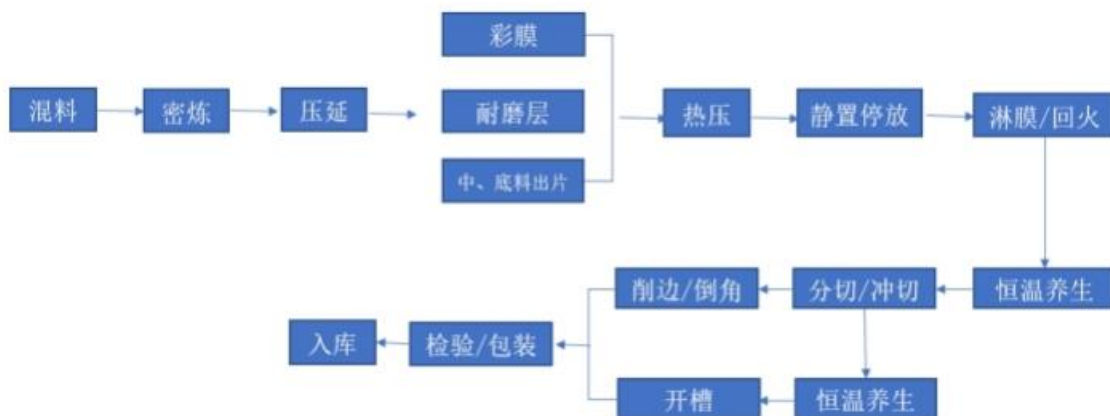 彩膜
混料
密炼
压延
耐磨层
热压
静置停放
淋膜/回火
中、底料出片
削边/倒角
分切/冲切
恒温养生
入库
检验/包装
开槽
恒温养生